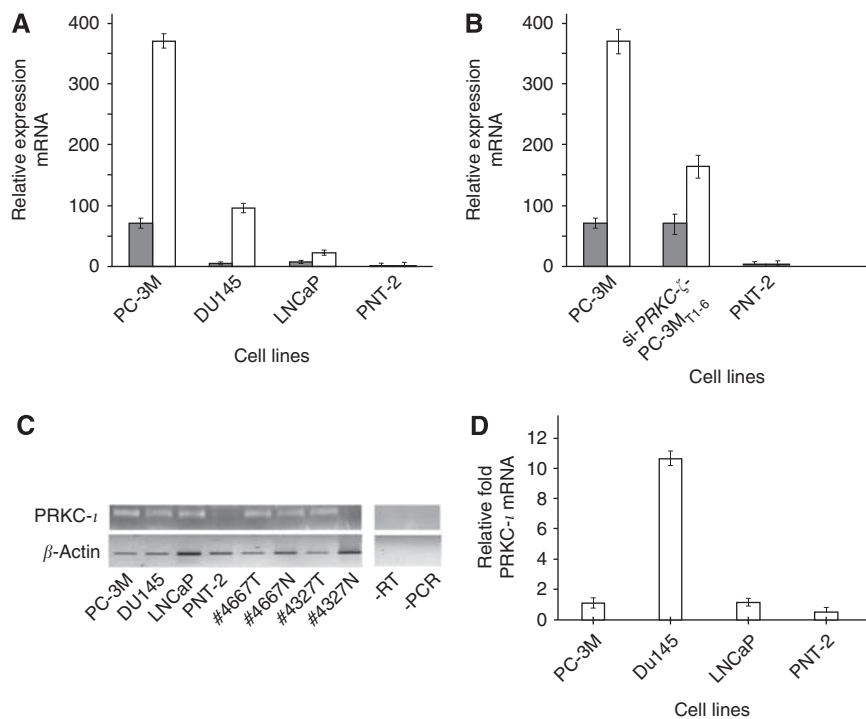 A
Relative expression
mRNA
400
300
200
100
0
PC-3M
DU145
LNCaP
PNT-2
Cell lines
B
Relative expression
mRNA
400
300
200
100
0
PC-3M
si-PRKC-ζ-
PC-3MT1-6
PNT-2
Cell lines
C
PRKC-ι
β-Actin
PC-3M
DU145
LNCaP
PNT-2
#4667T
#4667N
#4327T
#4327N
-RT
-PCR
D
Relative fold
PRKC-ι mRNA
12
10
8
6
4
2
0
PC-3M
Du145
LNCaP
PNT-2
Cell lines